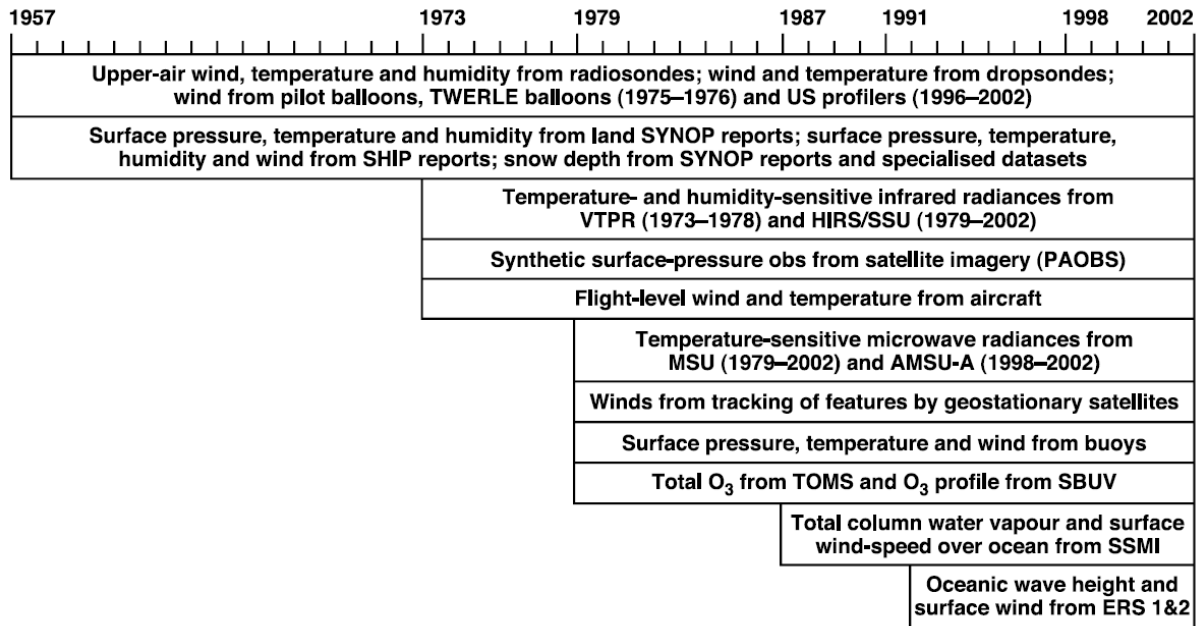 1957 1973 1979 1987 1991 1998 2002
Upper-air wind, temperature and humidity from radiosondes; wind and temperature from dropsondes;
wind from pilot balloons, TWERLE balloons (1975–1976) and US profilers (1996–2002)
Surface pressure, temperature and humidity from land SYNOP reports; surface pressure, temperature,
humidity and wind from SHIP reports; snow depth from SYNOP reports and specialised datasets
Temperature- and humidity-sensitive infrared radiances from
VTPR (1973–1978) and HIRS/SSU (1979–2002)
Synthetic surface-pressure obs from satellite imagery (PAOBS)
Flight-level wind and temperature from aircraft
Temperature-sensitive microwave radiances from
MSU (1979–2002) and AMSU-A (1998–2002)
Winds from tracking of features by geostationary satellites
Surface pressure, temperature and wind from buoys
Total O₃ from TOMS and O₃ profile from SBUV
Total column water vapour and surface
wind-speed over ocean from SSMI
Oceanic wave height and
surface wind from ERS 1&2